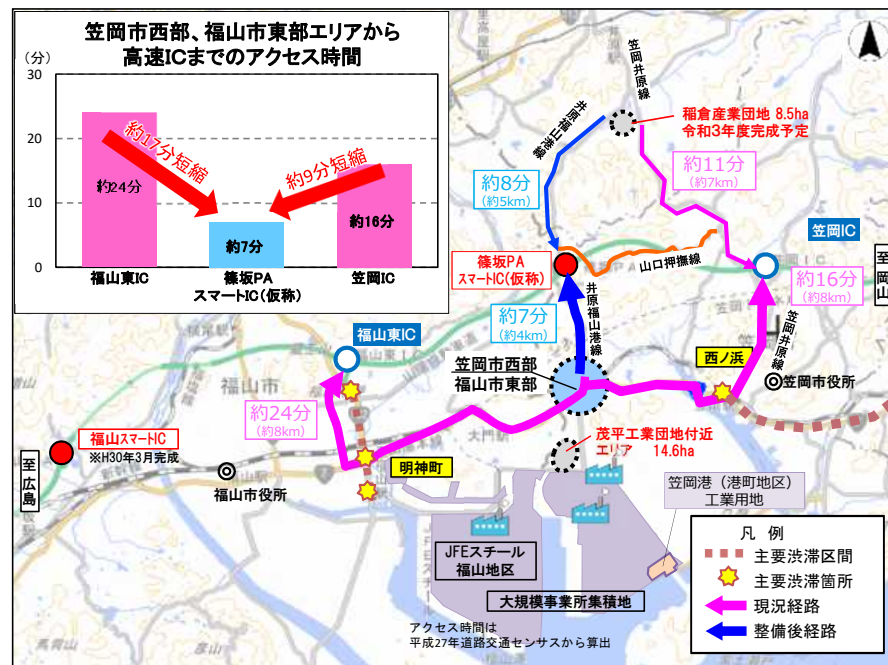 笠岡市西部、福山市東部エリアから
高速ICまでのアクセス時間
(分)
30
20
10
0
約17分短縮
約9分短縮
約24分
約7分
約16分
福山東IC
篠坂PA
スマートIC(仮称)
笠岡IC
井原福山港線
笠岡井原線
稲倉産業団地 8.5ha
令和3年度完成予定
約11分
(約7km)
約8分
(約5km)
笠岡IC
篠坂PA
スマートIC(仮称)
山口押撫線
至岡山
約16分
(約8km)
約7分
(約4km)
井原福山港線
笠岡井原線
福山東IC
笠岡市西部
福山市東部
西ノ浜
笠岡市役所
福山市
約24分
(約8km)
福山スマートIC
※H30年3月完成
至広島
大門駅
茂平工業団地付近
エリア 14.6ha
明神町
福山市役所
笠岡港(港町地区)
工業用地
JFEスチール
福山地区
大規模事業所集積地
アクセス時間は
平成27年道路交通センサスから算出
凡 例
主要渋滞区間
主要渋滞箇所
現況経路
整備後経路